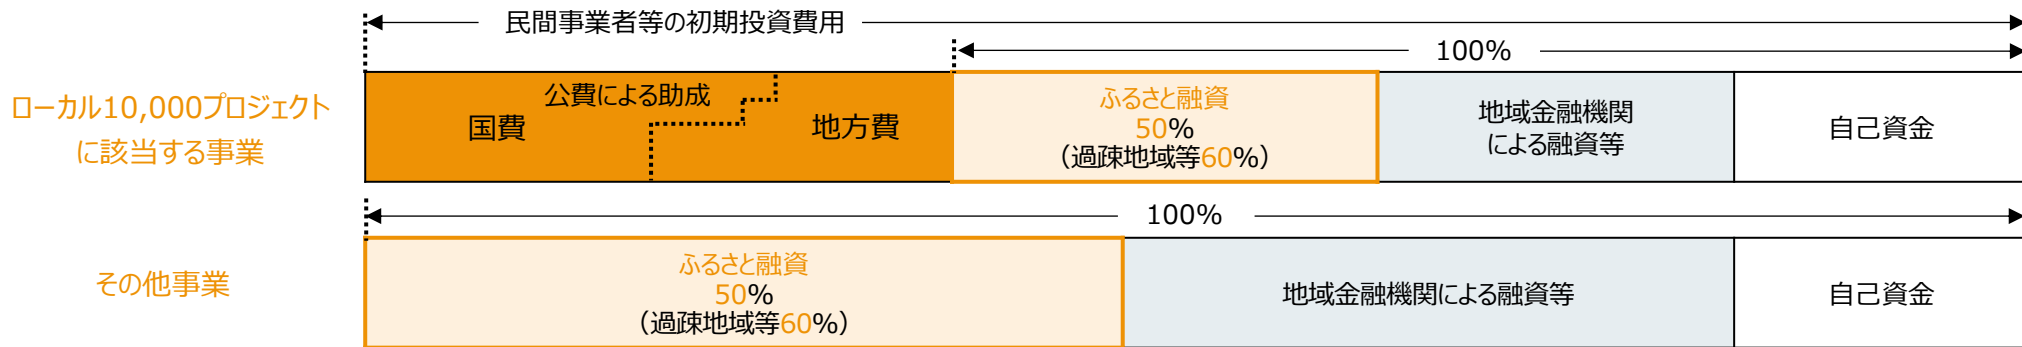 民間事業者等の初期投資費用
100%
ローカル10,000プロジェクト
に該当する事業
公費による助成
国費
地方費
ふるさと融資
50%
（過疎地域等60%）
地域金融機関
による融資等
自己資金
100%
その他事業
ふるさと融資
50%
（過疎地域等60%）
地域金融機関による融資等
自己資金